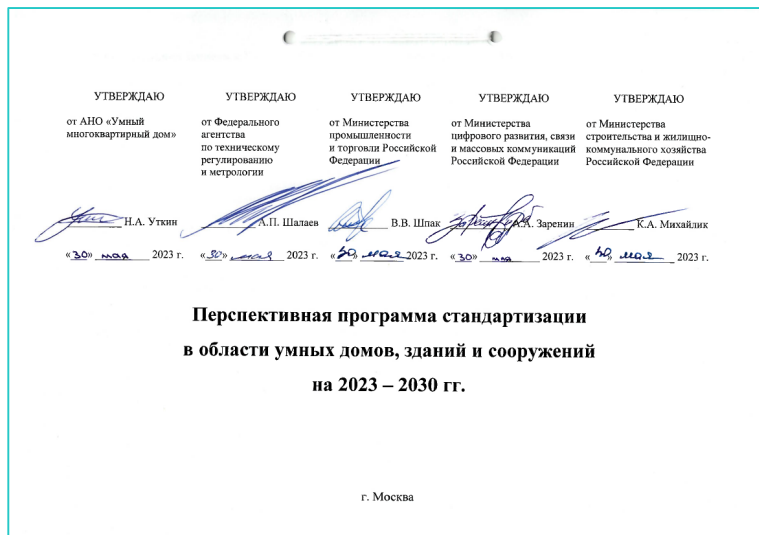 УТВЕРЖДАЮ
от АНО «Умный
многоквартирный дом»
Н.А. Уткин
«30» мая 2023 г.
УТВЕРЖДАЮ
от Федерального
агентства
по техническому
регулированию
и метрологии
А.П. Шалаев
«30» мая 2023 г.
УТВЕРЖДАЮ
от Министерства
промышленности
и торговли Российской
Федерации
В.В. Шпак
«30» мая 2023 г.
УТВЕРЖДАЮ
от Министерства
цифрового развития, связи
и массовых коммуникаций
Российской Федерации
А.А. Заренин
«30» мая 2023 г.
УТВЕРЖДАЮ
от Министерства
строительства и жилищно-
коммунального хозяйства
Российской Федерации
К.А. Михайлик
«30» мая 2023 г.
Перспективная программа стандартизации
в области умных домов, зданий и сооружений
на 2023 – 2030 гг.
г. Москва